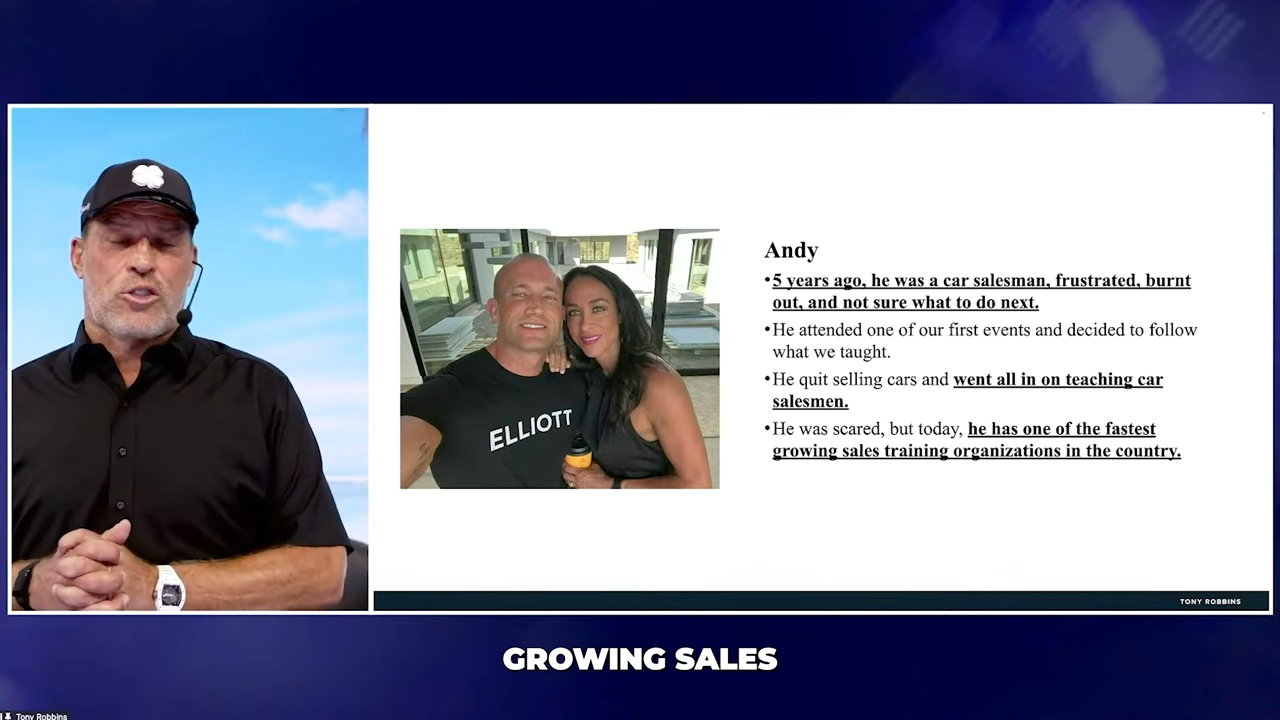 Andy
•5 years ago, he was a car salesman, frustrated, burnt
out, and not sure what to do next.
•He attended one of our first events and decided to follow
what we taught.
•He quit selling cars and went all in on teaching car
salesmen.
•He was scared, but today, he has one of the fastest
growing sales training organizations in the country.
ELLIOTT
TONY ROBBINS
GROWING SALES
Tony Robbins